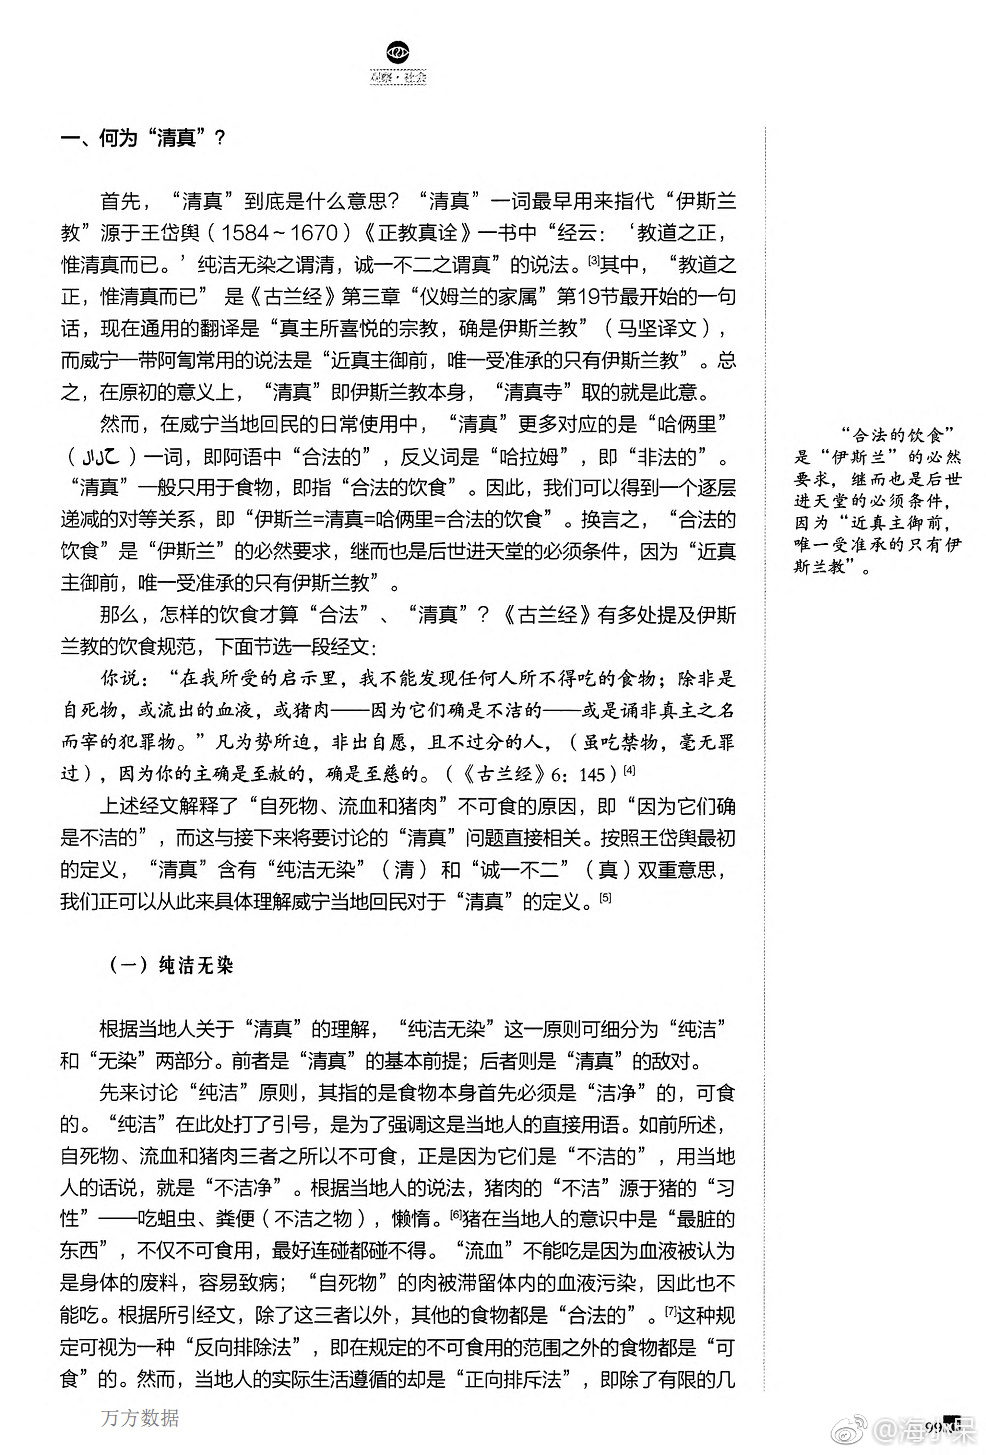 观察·社会
一、何为“清真”?
首先，“清真”到底是什么意思？“清真”一词最早用来指代“伊斯兰
教”源于王岱舆（1584～1670）《正教真诠》一书中“经云：‘教道之正，
惟清真而已。’纯洁无染之谓清，诚一不二之谓真”的说法。[3]其中，“教道之
正，惟清真而已” 是《古兰经》第三章“仪姆兰的家属”第19节最开始的一句
话，现在通用的翻译是“真主所喜悦的宗教，确是伊斯兰教”（马坚译文），
而威宁一带阿訇常用的说法是“近真主御前，唯一受准承的只有伊斯兰教”。总
之，在原初的意义上，“清真”即伊斯兰教本身，“清真寺”取的就是此意。
然而，在威宁当地回民的日常使用中，“清真”更多对应的是“哈俩里”
（）一词，即阿语中“合法的”，反义词是“哈拉姆”，即“非法的”。
“清真”一般只用于食物，即指“合法的饮食”。因此，我们可以得到一个逐层
递减的对等关系，即“伊斯兰=清真=哈俩里=合法的饮食”。换言之，“合法的
饮食”是“伊斯兰”的必然要求，继而也是后世进天堂的必须条件，因为“近真
主御前，唯一受准承的只有伊斯兰教”。
那么，怎样的饮食才算“合法”、“清真”？《古兰经》有多处提及伊斯
兰教的饮食规范，下面节选一段经文：
你说：“在我所受的启示里，我不能发现任何人所不得吃的食物；除非是
自死物，或流出的血液，或猪肉——因为它们确是不洁的——或是诵非真主之名
而宰的犯罪物。”凡为势所迫，非出自愿，且不过分的人，（虽吃禁物，毫无罪
过），因为你的主确是至赦的，确是至慈的。（《古兰经》6：145）[4]
上述经文解释了“自死物、流血和猪肉”不可食的原因，即“因为它们确
是不洁的”，而这与接下来将要讨论的“清真”问题直接相关。按照王岱舆最初
的定义，“清真”含有“纯洁无染”（清）和“诚一不二”（真）双重意思，
我们正可以从此来具体理解威宁当地回民对于“清真”的定义。[5]
（一）纯洁无染
根据当地人关于“清真”的理解，“纯洁无染”这一原则可细分为“纯洁”
和“无染”两部分。前者是“清真”的基本前提；后者则是“清真”的敌对。
先来讨论“纯洁”原则，其指的是食物本身首先必须是“洁净”的，可食
的。“纯洁”在此处打了引号，是为了强调这是当地人的直接用语。如前所述，
自死物、流血和猪肉三者之所以不可食，正是因为它们是“不洁的”，用当地
人的话说，就是“不洁净”。根据当地人的说法，猪肉的“不洁”源于猪的“习
性”——吃蛆虫、粪便（不洁之物），懒惰。[6]猪在当地人的意识中是“最脏的
东西”，不仅不可食用，最好连碰都碰不得。“流血”不能吃是因为血液被认为
是身体的废料，容易致病；“自死物”的肉被滞留体内的血液污染，因此也不
能吃。根据所引经文，除了这三者以外，其他的食物都是“合法的”。[7]这种规
定可视为一种“反向排除法”，即在规定的不可食用的范围之外的食物都是“可
食”的。然而，当地人的实际生活遵循的却是“正向排斥法”，即除了有限的几
“合法的饮食”
是“伊斯兰”的必然
要求，继而也是后世
进天堂的必须条件，
因为“近真主御前，
唯一受准承的只有伊
斯兰教”。
万方数据
99
@海小呆